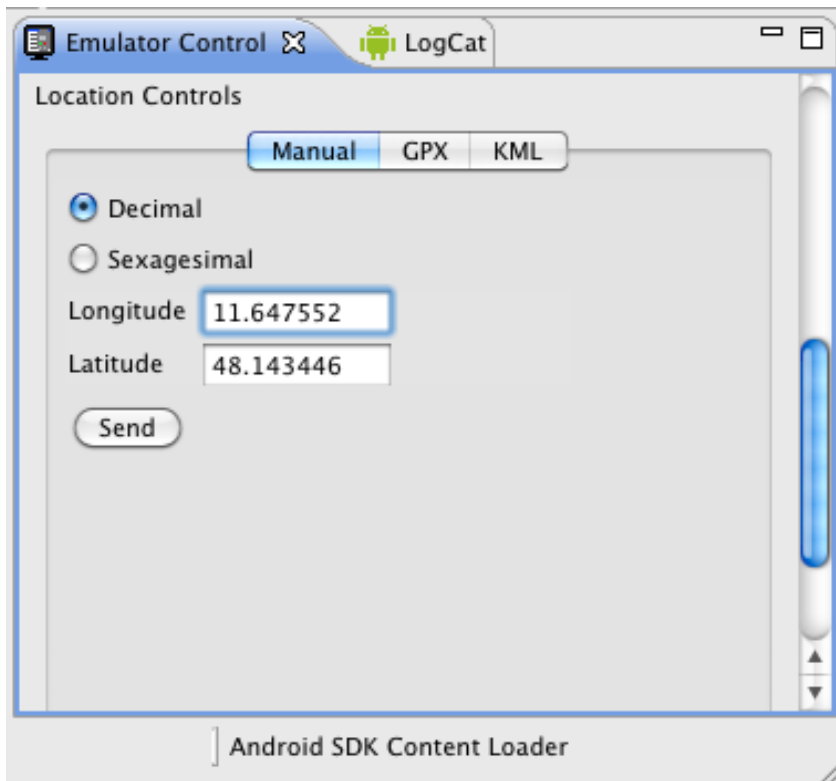 Emulator Control LogCat
Location Controls
Manual GPX KML
Decimal
Sexagesimal
Longitude 11.647552
Latitude 48.143446
Send
Android SDK Content Loader